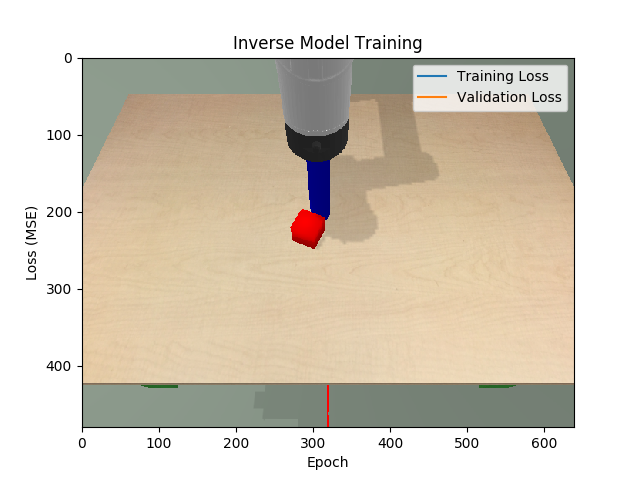 Inverse Model Training
Training Loss
Validation Loss
0
100
200
300
400
Loss (MSE)
0
100
200
300
400
500
600
Epoch